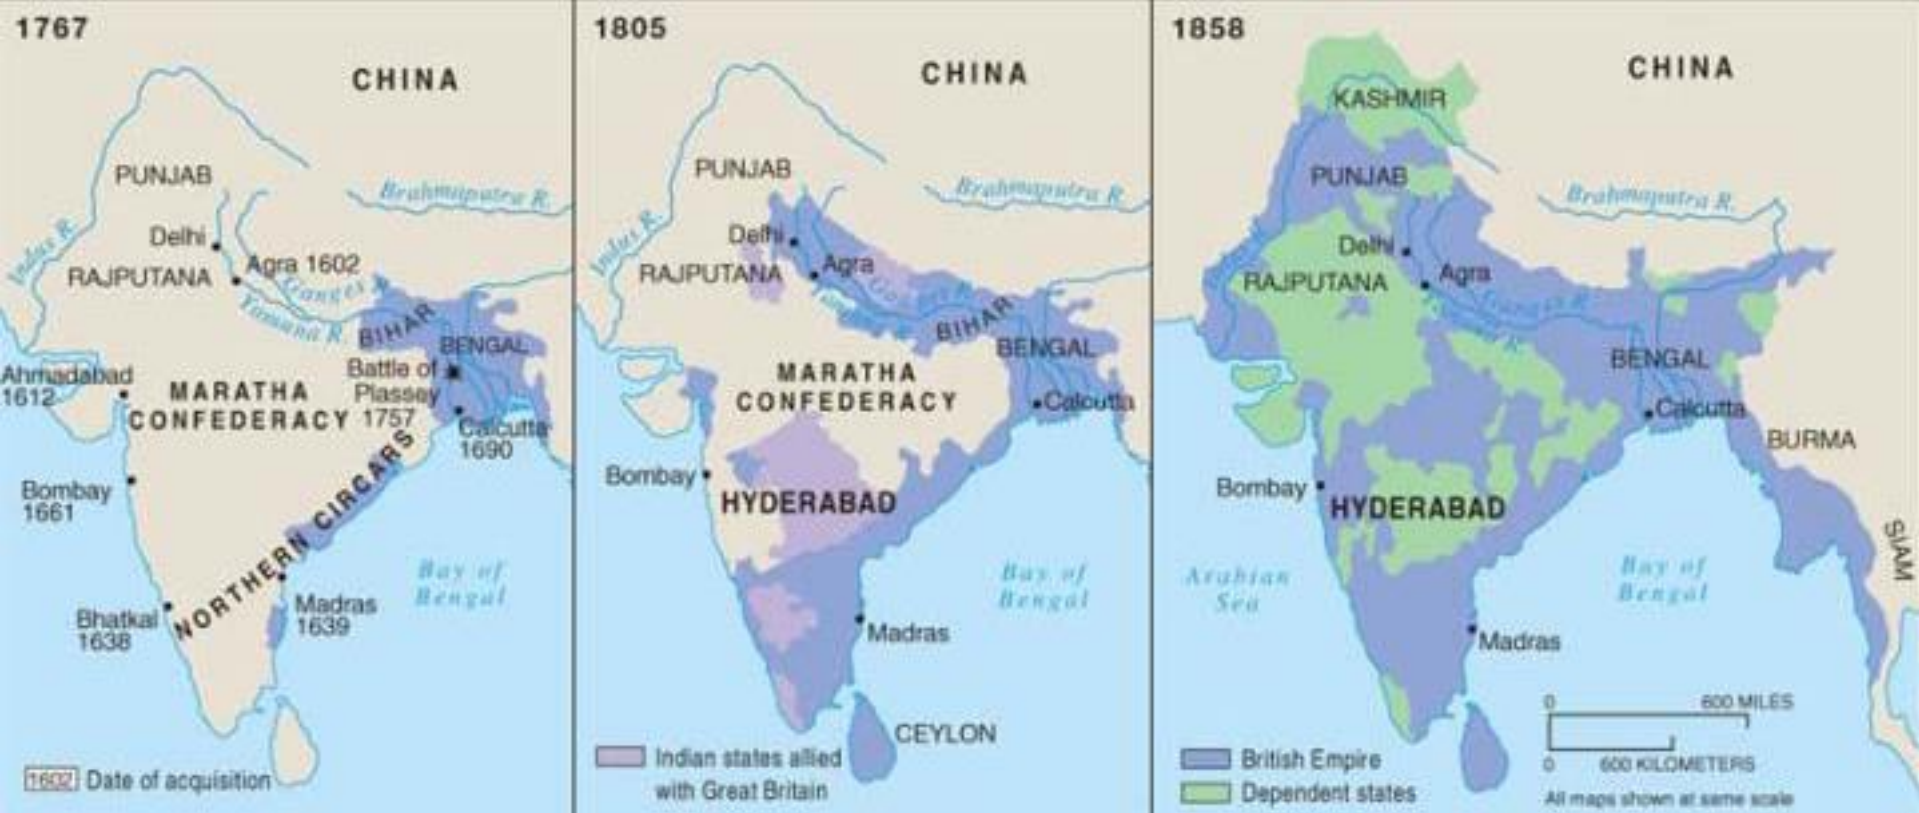 1767
CHINA
PUNJAB
Brahmaputra R.
Indus R.
Delhi
Agra 1602
RAJPUTANA
Ganges R.
Yamuna R.
BIHAR
BENGAL
Battle of
Plassey
1757
Ahmadabad
1612
MARATHA
CONFEDERACY
Calcutta
1690
Bombay
1661
NORTHERN CIRCARS
Bay of
Bengal
Bhatkal
1638
Madras
1639
1602 Date of acquisition
1805
CHINA
PUNJAB
Brahmaputra R.
Indus R.
Delhi
RAJPUTANA
Agra
BIHAR
BENGAL
MARATHA
CONFEDERACY
Calcutta
Bombay
HYDERABAD
Bay of
Bengal
Madras
CEYLON
Indian states allied
with Great Britain
1858
CHINA
KASHMIR
PUNJAB
Brahmaputra R.
Delhi
RAJPUTANA
Agra
Ganges R.
BENGAL
Calcutta
BURMA
Bombay
HYDERABAD
SIAM
Arabian
Sea
Bay of
Bengal
Madras
0 600 MILES
0 600 KILOMETERS
All maps shown at same scale
British Empire
Dependent states